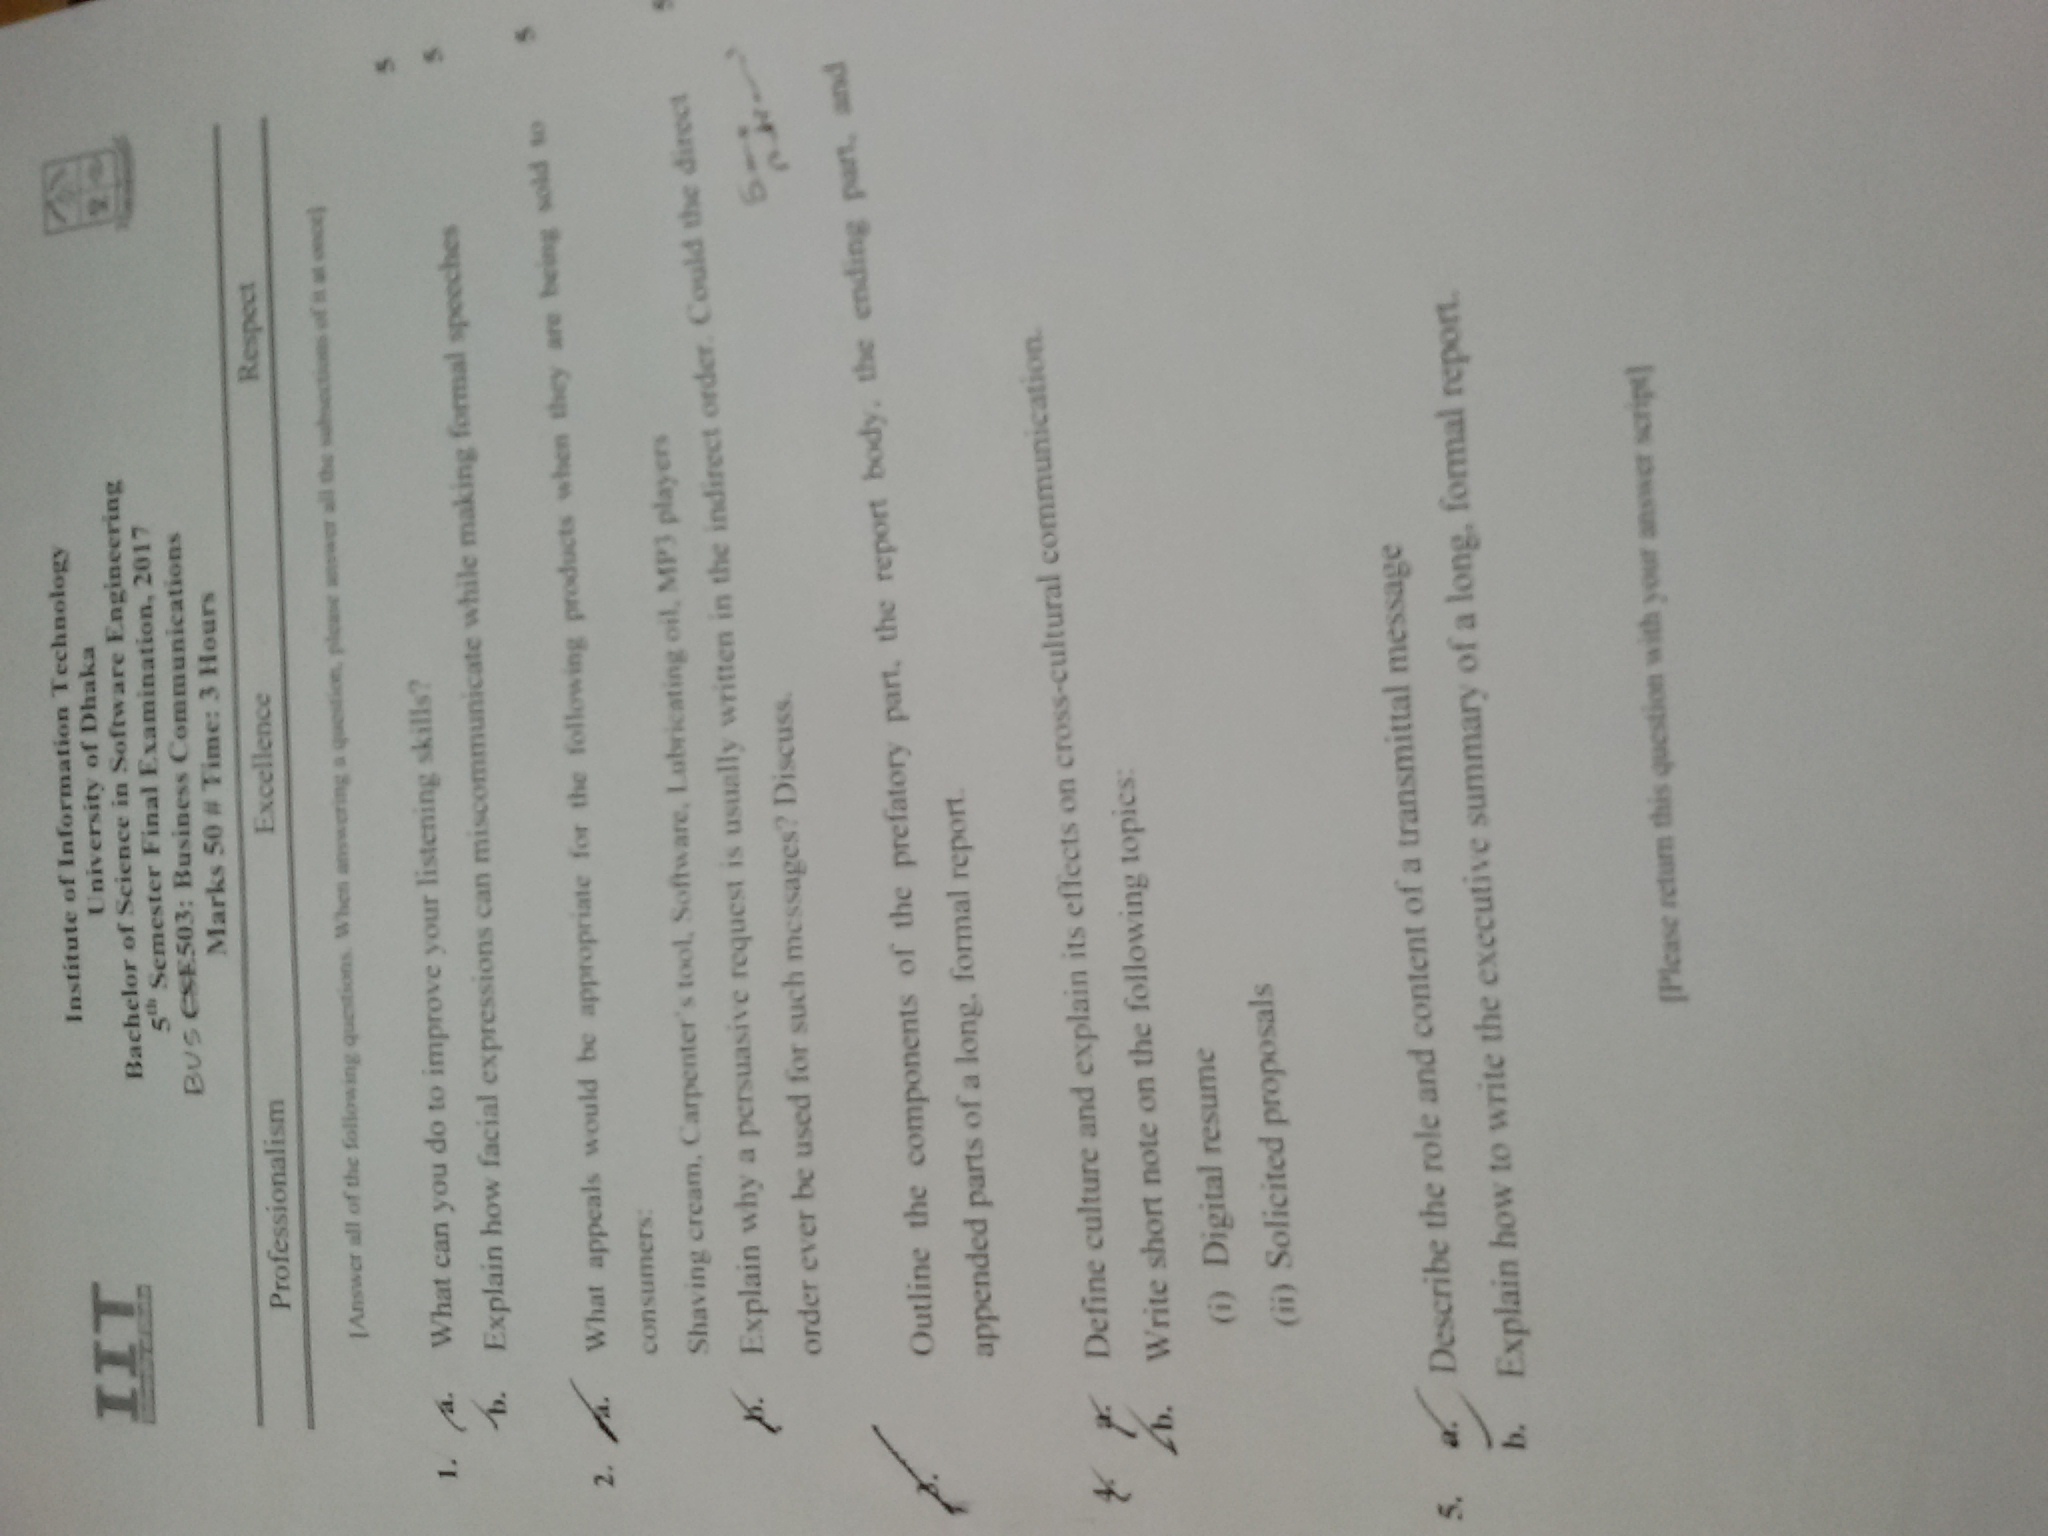 IIT
Institute of Information Technology
University of Dhaka
Bachelor of Science in Software Engineering
5th Semester Final Examination, 2017
BUS CSE503: Business Communications
Marks 50 # Time: 3 Hours
Professionalism Excellence Respect
[Answer all of the following questions. When answering a question, please answer all the subsections of it at once]
1. a. What can you do to improve your listening skills? 5
b. Explain how facial expressions can miscommunicate while making formal speeches 5
2. a. What appeals would be appropriate for the following products when they are being sold to 5
consumers:
Shaving cream, Carpenter's tool, Software, Lubricating oil, MP3 players
b. Explain why a persuasive request is usually written in the indirect order. Could the direct 5
order ever be used for such messages? Discuss.
3. Outline the components of the prefatory part, the report body, the ending part, and
appended parts of a long, formal report.
4. a. Define culture and explain its effects on cross-cultural communication.
b. Write short note on the following topics:
(i) Digital resume
(ii) Solicited proposals
5. a. Describe the role and content of a transmittal message
b. Explain how to write the executive summary of a long, formal report.
[Please return this question with your answer script]